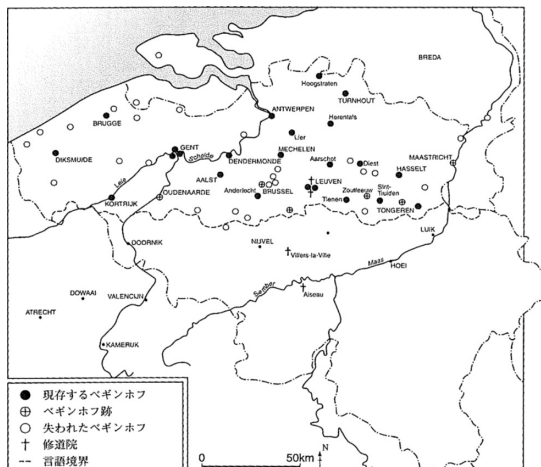 BREDA
Hoogstraten
TURNHOUT
ANTWERPEN
Herentals
BRUGGE
Lier
GENT
Schelde
MECHELEN
DIKSMUIDE
DENDERMONDE
Aarschot
Diest
MAASTRICHT
AALST
HASSELT
Leie
LEUVEN
OUDENAARDE
Anderlecht
BRUSSEL
Zoutleeuw
Sint-
Truiden
KORTRIJK
Tienen
TONGEREN
LUIK
DOORNIK
NIJVEL
Villers-la-Ville
Maas
HOEI
Sember
Aiseau
DOWAAI
VALENCIJN
ATRECHT
KAMERIJK
● 現存するベギンホフ
⊕ ベギンホフ跡
○ 失われたベギンホフ
† 修道院
-- 言語境界
0 50km
N